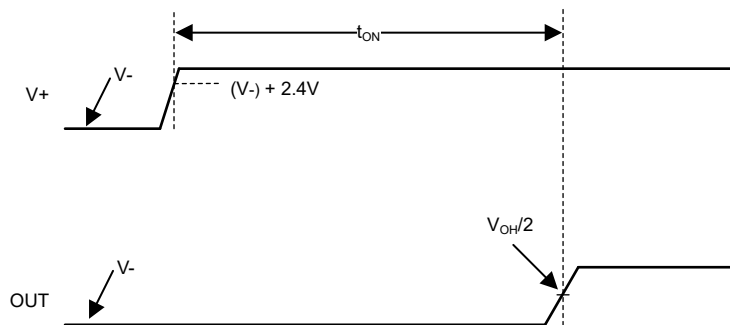 tON
V-
V+
(V-) + 2.4V
VOH/2
V-
OUT